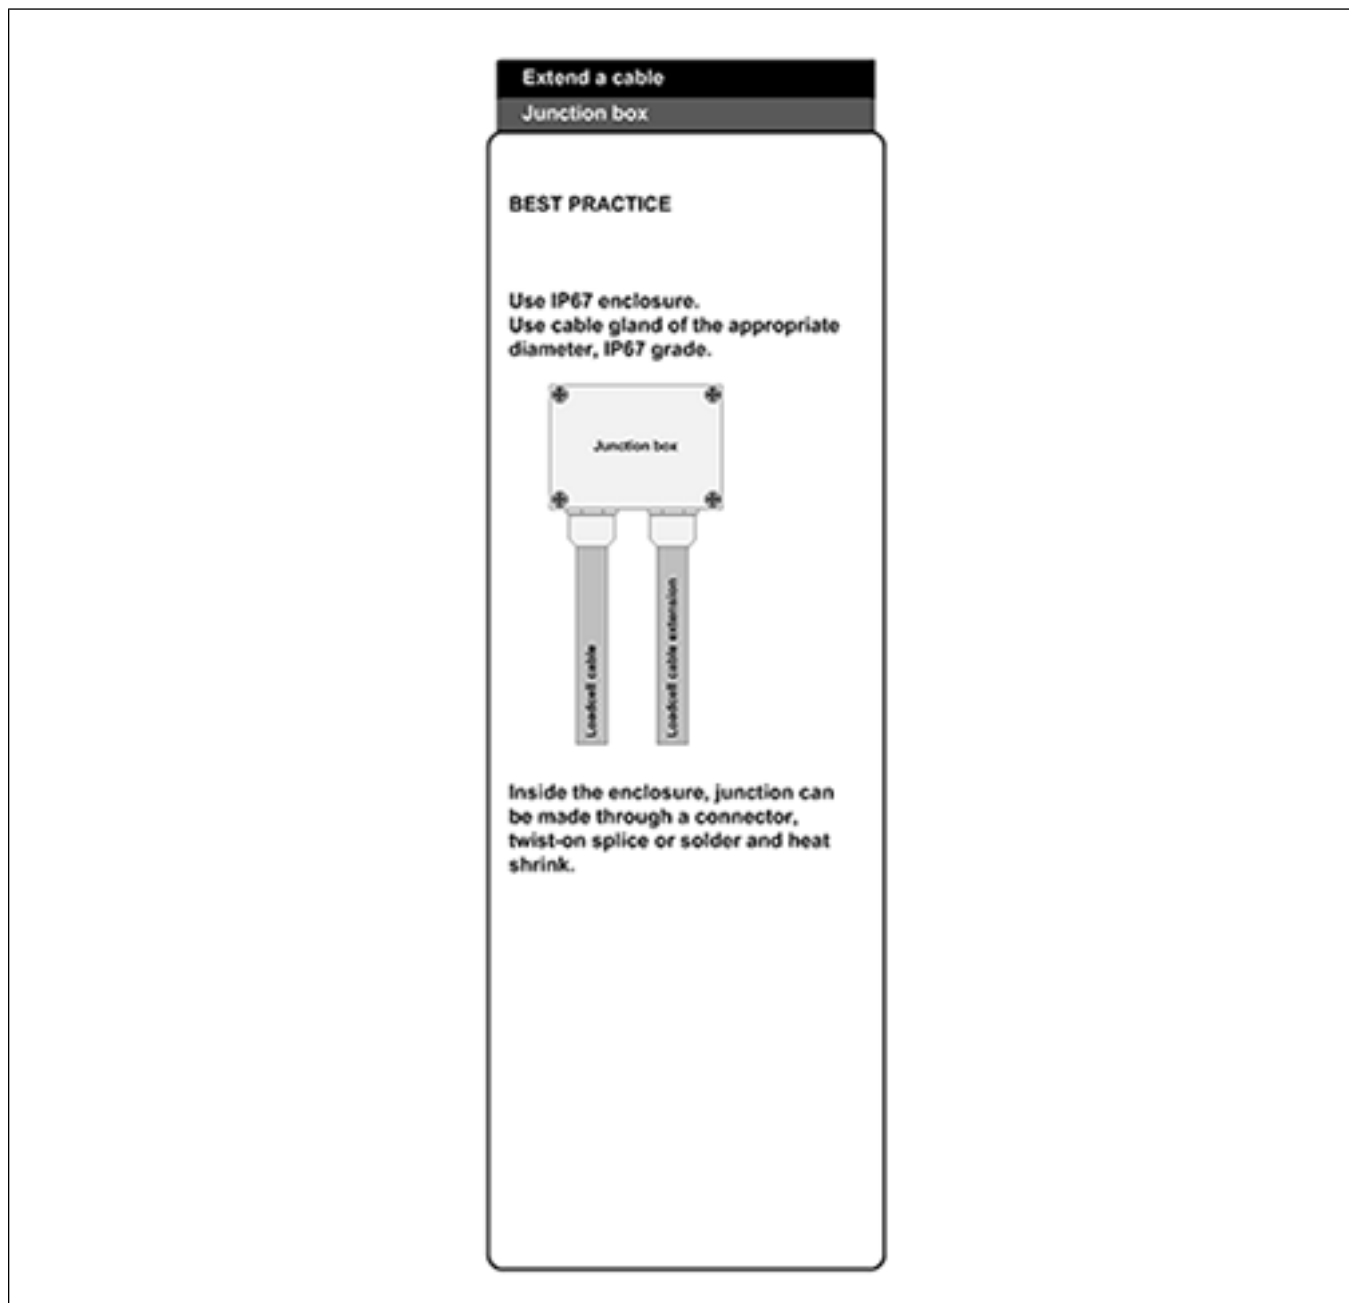 Extend a cable
Junction box
BEST PRACTICE
Use IP67 enclosure.
Use cable gland of the appropriate
diameter, IP67 grade.
Junction box
Loadcell cable
Loadcell cable extension
Inside the enclosure, junction can
be made through a connector,
twist-on splice or solder and heat
shrink.